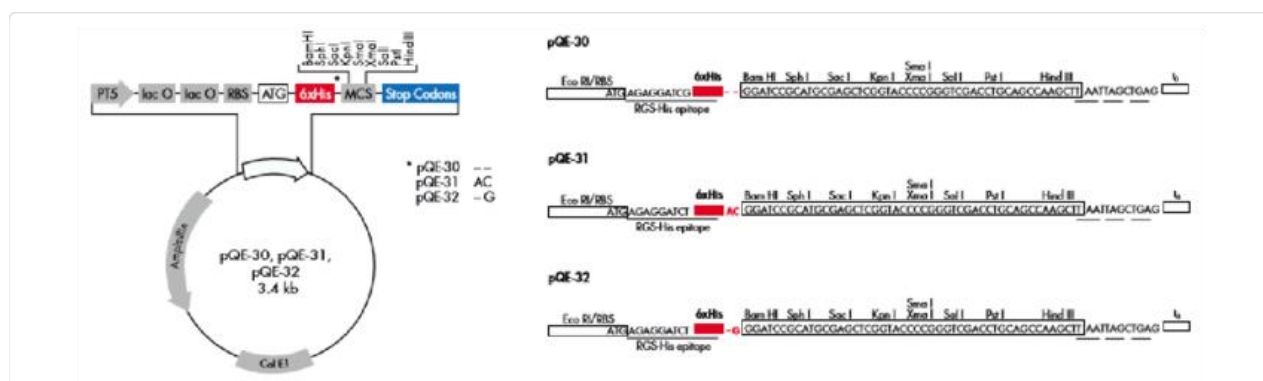 BamHI
SphI
SacI
KpnI
SmaI
XmaI
SalI
PstI
HindIII
*
PT5 lac O lac O RBS ATG 6xHis MCS Stop Codons
* pQE-30 --
pQE-31 AC
pQE-32 -G
Ampicillin
pQE-30, pQE-31,
pQE-32
3.4 kb
Col E1
pQE-30
Sma I
Eco RI/RBS 6xHis Bam HI Sph I Sac I Kpn I Xma I Sal I Pst I Hind III t0
ATG AGAGGATCG -- GGATCCGCATGCGAGCTCGGTACCCCGGGTCGACCTGCAGCCAAGCTT AATTAGCTGAG
RGS-His epitope
pQE-31
Sma I
Eco RI/RBS 6xHis Bam HI Sph I Sac I Kpn I Xma I Sal I Pst I Hind III t0
ATG AGAGGATCT AC GGATCCGCATGCGAGCTCGGTACCCCGGGTCGACCTGCAGCCAAGCTT AATTAGCTGAG
RGS-His epitope
pQE-32
Sma I
Eco RI/RBS 6xHis Bam HI Sph I Sac I Kpn I Xma I Sal I Pst I Hind III t0
ATG AGAGGATCT -G GGATCCGCATGCGAGCTCGGTACCCCGGGTCGACCTGCAGCCAAGCTT AATTAGCTGAG
RGS-His epitope